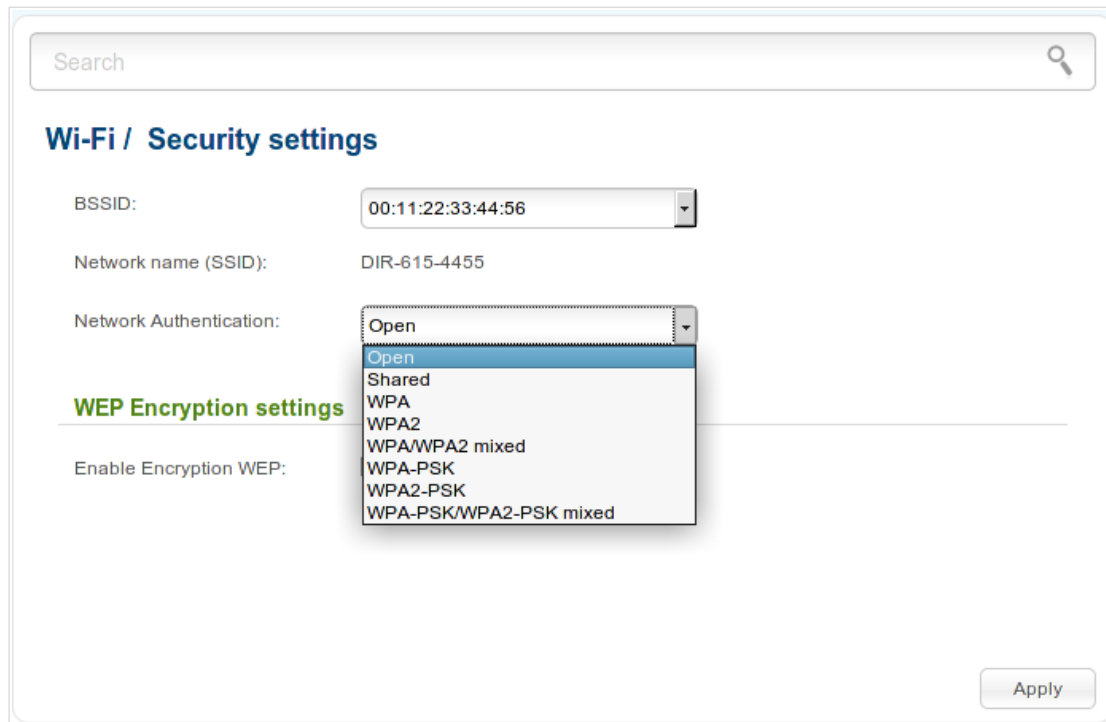 Search
Wi-Fi / Security settings
BSSID: 00:11:22:33:44:56
Network name (SSID): DIR-615-4455
Network Authentication: Open
Open
Shared
WPA
WPA2
WPA/WPA2 mixed
WPA-PSK
WPA2-PSK
WPA-PSK/WPA2-PSK mixed
WEP Encryption settings
Enable Encryption WEP:
Apply